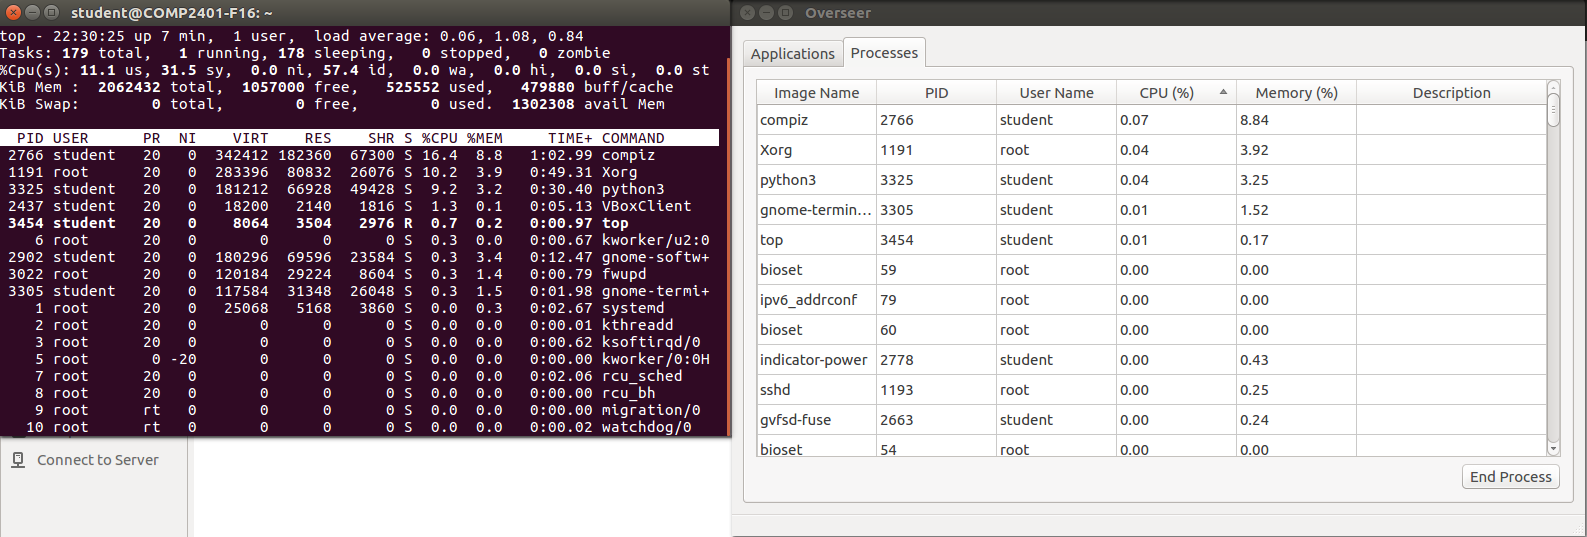 student@COMP2401-F16: ~
top - 22:30:25 up 7 min,  1 user,  load average: 0.06, 1.08, 0.84
Tasks: 179 total,   1 running, 178 sleeping,   0 stopped,   0 zombie
%Cpu(s): 11.1 us, 31.5 sy,  0.0 ni, 57.4 id,  0.0 wa,  0.0 hi,  0.0 si,  0.0 st
KiB Mem :  2062432 total,  1057000 free,   525552 used,   479880 buff/cache
KiB Swap:        0 total,        0 free,        0 used.  1302308 avail Mem
PID USER PR NI VIRT RES SHR S %CPU %MEM TIME+ COMMAND
2766 student 20 0 342412 182360 67300 S 16.4 8.8 1:02.99 compiz
1191 root 20 0 283396 80832 26076 S 10.2 3.9 0:49.31 Xorg
3325 student 20 0 181212 66928 49428 S 9.2 3.2 0:30.40 python3
2437 student 20 0 18200 2140 1816 S 1.3 0.1 0:05.13 VBoxClient
3454 student 20 0 8064 3504 2976 R 0.7 0.2 0:00.97 top
6 root 20 0 0 0 0 S 0.3 0.0 0:00.67 kworker/u2:0
2902 student 20 0 180296 69596 23584 S 0.3 3.4 0:12.47 gnome-softw+
3022 root 20 0 120184 29224 8604 S 0.3 1.4 0:00.79 fwupd
3305 student 20 0 117584 31348 26048 S 0.3 1.5 0:01.98 gnome-termi+
1 root 20 0 25068 5168 3860 S 0.0 0.3 0:02.67 systemd
2 root 20 0 0 0 0 S 0.0 0.0 0:00.01 kthreadd
3 root 20 0 0 0 0 S 0.0 0.0 0:00.62 ksoftirqd/0
5 root 0 -20 0 0 0 S 0.0 0.0 0:00.00 kworker/0:0H
7 root 20 0 0 0 0 S 0.0 0.0 0:02.06 rcu_sched
8 root 20 0 0 0 0 S 0.0 0.0 0:00.00 rcu_bh
9 root rt 0 0 0 0 S 0.0 0.0 0:00.00 migration/0
10 root rt 0 0 0 0 S 0.0 0.0 0:00.02 watchdog/0
Connect to Server
Overseer
Applications Processes
Image Name PID User Name CPU (%) Memory (%) Description
compiz 2766 student 0.07 8.84
Xorg 1191 root 0.04 3.92
python3 3325 student 0.04 3.25
gnome-termin... 3305 student 0.01 1.52
top 3454 student 0.01 0.17
bioset 59 root 0.00 0.00
ipv6_addrconf 79 root 0.00 0.00
bioset 60 root 0.00 0.00
indicator-power 2778 student 0.00 0.43
sshd 1193 root 0.00 0.25
gvfsd-fuse 2663 student 0.00 0.24
bioset 54 root 0.00 0.00
End Process